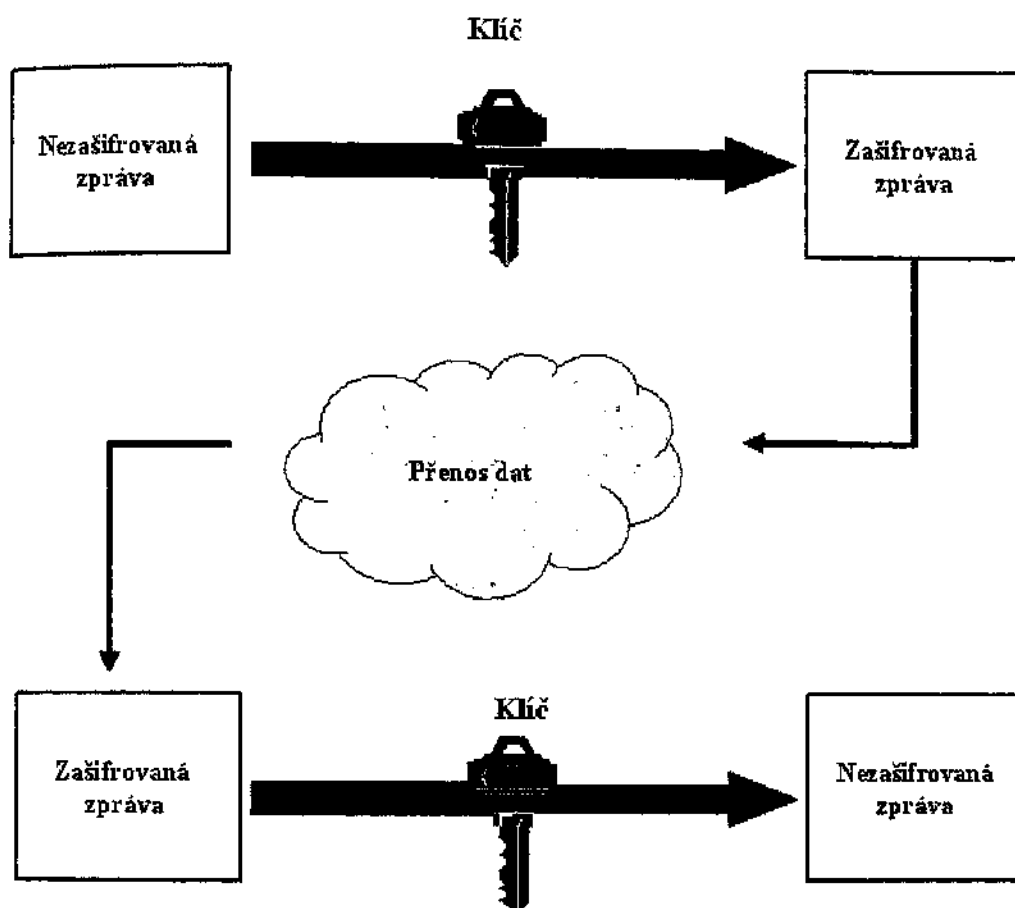 Klíč
Nezašifrovaná
zpráva
Zašifrovaná
zpráva
Přenos dat
Klíč
Zašifrovaná
zpráva
Nezašifrovaná
zpráva